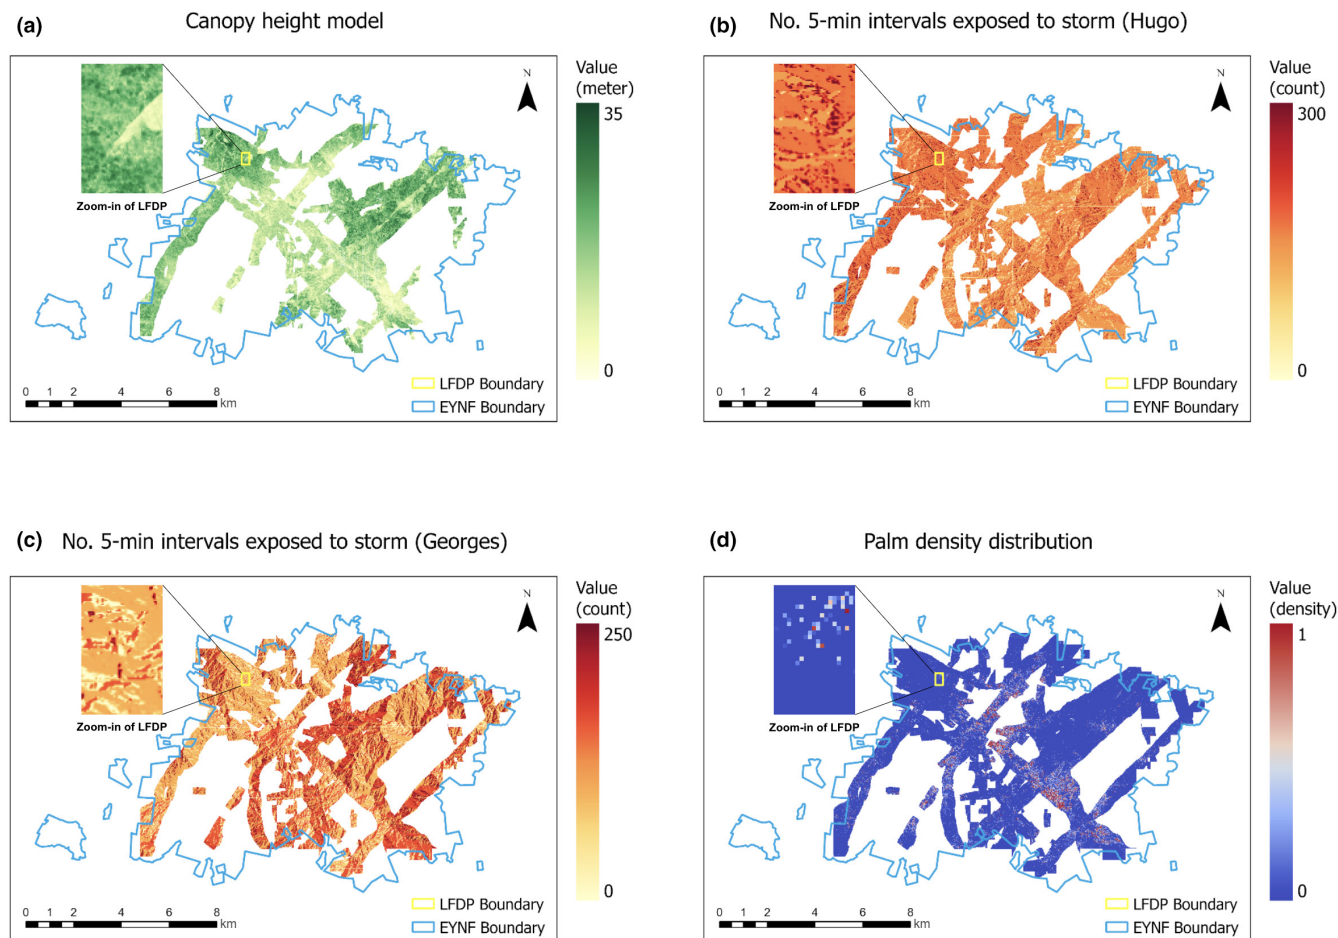 (a) Canopy height model
N
Value
(meter)
35
0
Zoom-in of LFDP
0 1 2 4 6 8
km
LFDP Boundary
EYNF Boundary
(b) No. 5-min intervals exposed to storm (Hugo)
N
Value
(count)
300
0
Zoom-in of LFDP
0 1 2 4 6 8
km
LFDP Boundary
EYNF Boundary
(c) No. 5-min intervals exposed to storm (Georges)
N
Value
(count)
250
0
Zoom-in of LFDP
0 1 2 4 6 8
km
LFDP Boundary
EYNF Boundary
(d) Palm density distribution
N
Value
(density)
1
0
Zoom-in of LFDP
0 1 2 4 6 8
km
LFDP Boundary
EYNF Boundary